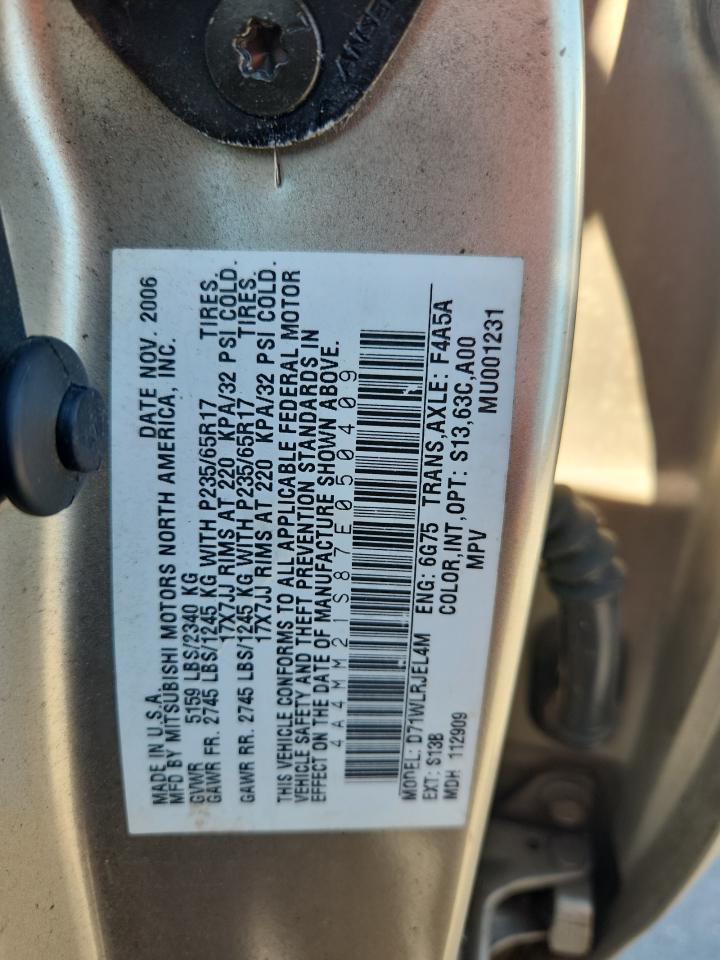 MADE IN U.S.A. DATE NOV. 2006
MFD BY MITSUBISHI MOTORS NORTH AMERICA, INC.
GVWR 5159 LBS/2340 KG
GAWR FR. 2745 LBS/1245 KG WITH P235/65R17 TIRES.
17X7JJ RIMS AT 220 KPA/32 PSI COLD.
GAWR RR. 2745 LBS/1245 KG WITH P235/65R17 TIRES.
17X7JJ RIMS AT 220 KPA/32 PSI COLD.
THIS VEHICLE CONFORMS TO ALL APPLICABLE FEDERAL MOTOR
VEHICLE SAFETY AND THEFT PREVENTION STANDARDS IN
EFFECT ON THE DATE OF MANUFACTURE SHOWN ABOVE.
4A4MM21S87E050409
MODEL: D71WLRJEL4M ENG: 6G75 TRANS,AXLE: F4A5A
EXT: S13B COLOR,INT,OPT: S13,63C,A00
MDH 112909 MPV MU001231